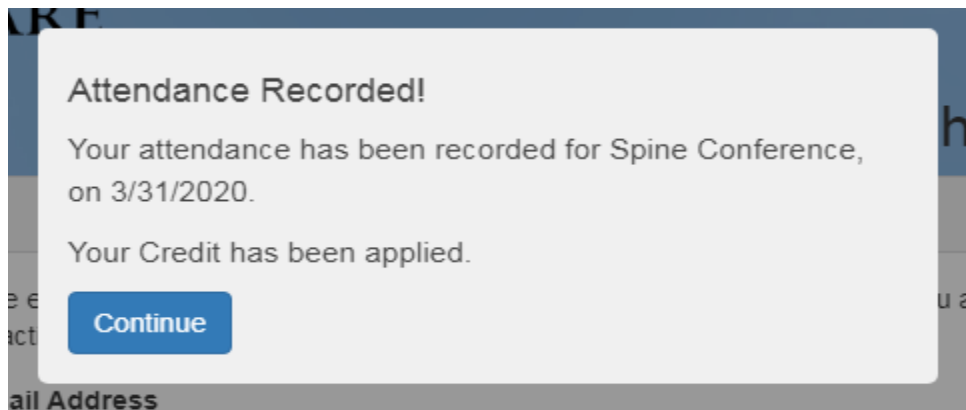 Attendance Recorded!
Your attendance has been recorded for Spine Conference,
on 3/31/2020.
Your Credit has been applied.
Continue
Address